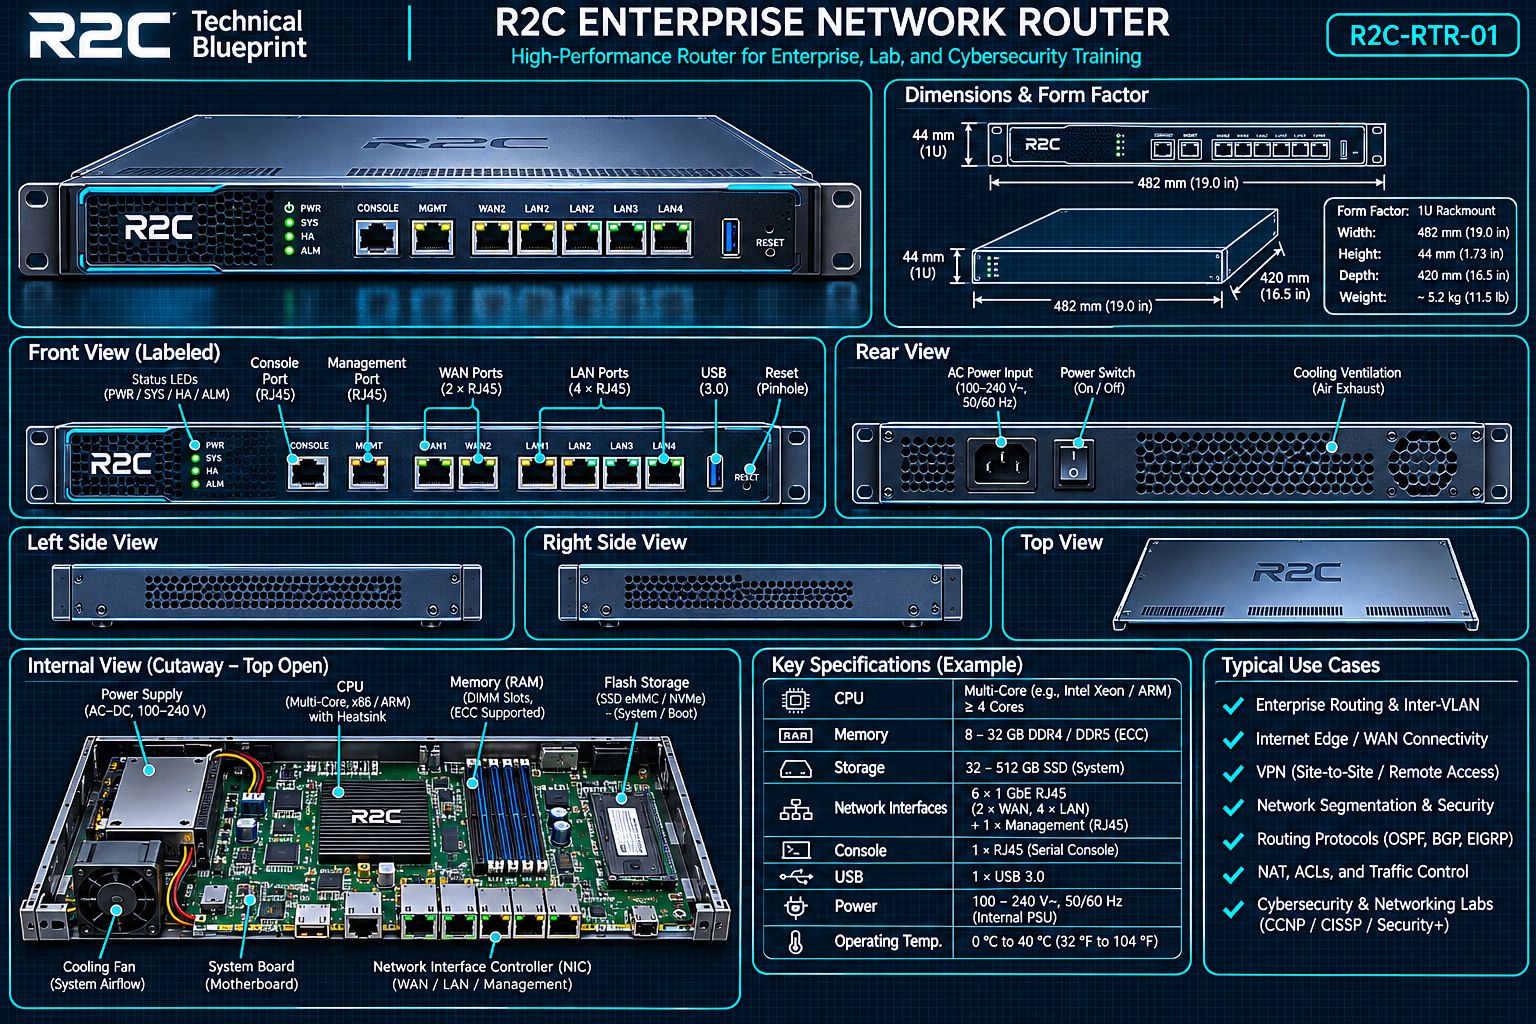 R2C Technical
Blueprint
R2C ENTERPRISE NETWORK ROUTER
High-Performance Router for Enterprise, Lab, and Cybersecurity Training
R2C-RTR-01
R2C
R2C
PWR
SYS
HA
ALM
CONSOLE
MGMT
WAN2
LAN2
LAN2
LAN3
LAN4
RESET
Dimensions & Form Factor
44 mm
(1U)
R2C
482 mm (19.0 in)
44 mm
(1U)
482 mm (19.0 in)
420 mm
(16.5 in)
Form Factor: 1U Rackmount
Width: 482 mm (19.0 in)
Height: 44 mm (1.73 in)
Depth: 420 mm (16.5 in)
Weight: ~ 5.2 kg (11.5 lb)
Front View (Labeled)
Status LEDs
(PWR / SYS / HA / ALM)
Console
Port
(RJ45)
Management
Port
(RJ45)
WAN Ports
(2 × RJ45)
LAN Ports
(4 × RJ45)
USB
(3.0)
Reset
(Pinhole)
R2C
PWR
SYS
HA
ALM
CONSOLE
MGMT
WAN1
WAN2
LAN1
LAN2
LAN3
LAN4
RESET
Rear View
AC Power Input
(100–240 V~,
50/60 Hz)
Power Switch
(On / Off)
Cooling Ventilation
(Air Exhaust)
Left Side View
Right Side View
Top View
R2C
Internal View (Cutaway – Top Open)
Power Supply
(AC–DC, 100–240 V)
CPU
(Multi-Core, x86 / ARM)
with Heatsink
Memory (RAM)
(DIMM Slots,
(ECC Supported)
Flash Storage
(SSD eMMC / NVMe)
– (System / Boot)
R2C
Cooling Fan
(System Airflow)
System Board
(Motherboard)
Network Interface Controller (NIC)
(WAN / LAN / Management)
Key Specifications (Example)
CPU Multi-Core (e.g., Intel Xeon / ARM)
≥ 4 Cores
RAM Memory 8 – 32 GB DDR4 / DDR5 (ECC)
Storage 32 – 512 GB SSD (System)
Network Interfaces 6 × 1 GbE RJ45
(2 × WAN, 4 × LAN)
+ 1 × Management (RJ45)
Console 1 × RJ45 (Serial Console)
USB 1 × USB 3.0
Power 100 – 240 V~, 50/60 Hz
(Internal PSU)
Operating Temp. 0 °C to 40 °C (32 °F to 104 °F)
Typical Use Cases
Enterprise Routing & Inter-VLAN
Internet Edge / WAN Connectivity
VPN (Site-to-Site / Remote Access)
Network Segmentation & Security
Routing Protocols (OSPF, BGP, EIGRP)
NAT, ACLs, and Traffic Control
Cybersecurity & Networking Labs
(CCNP / CISSP / Security+)